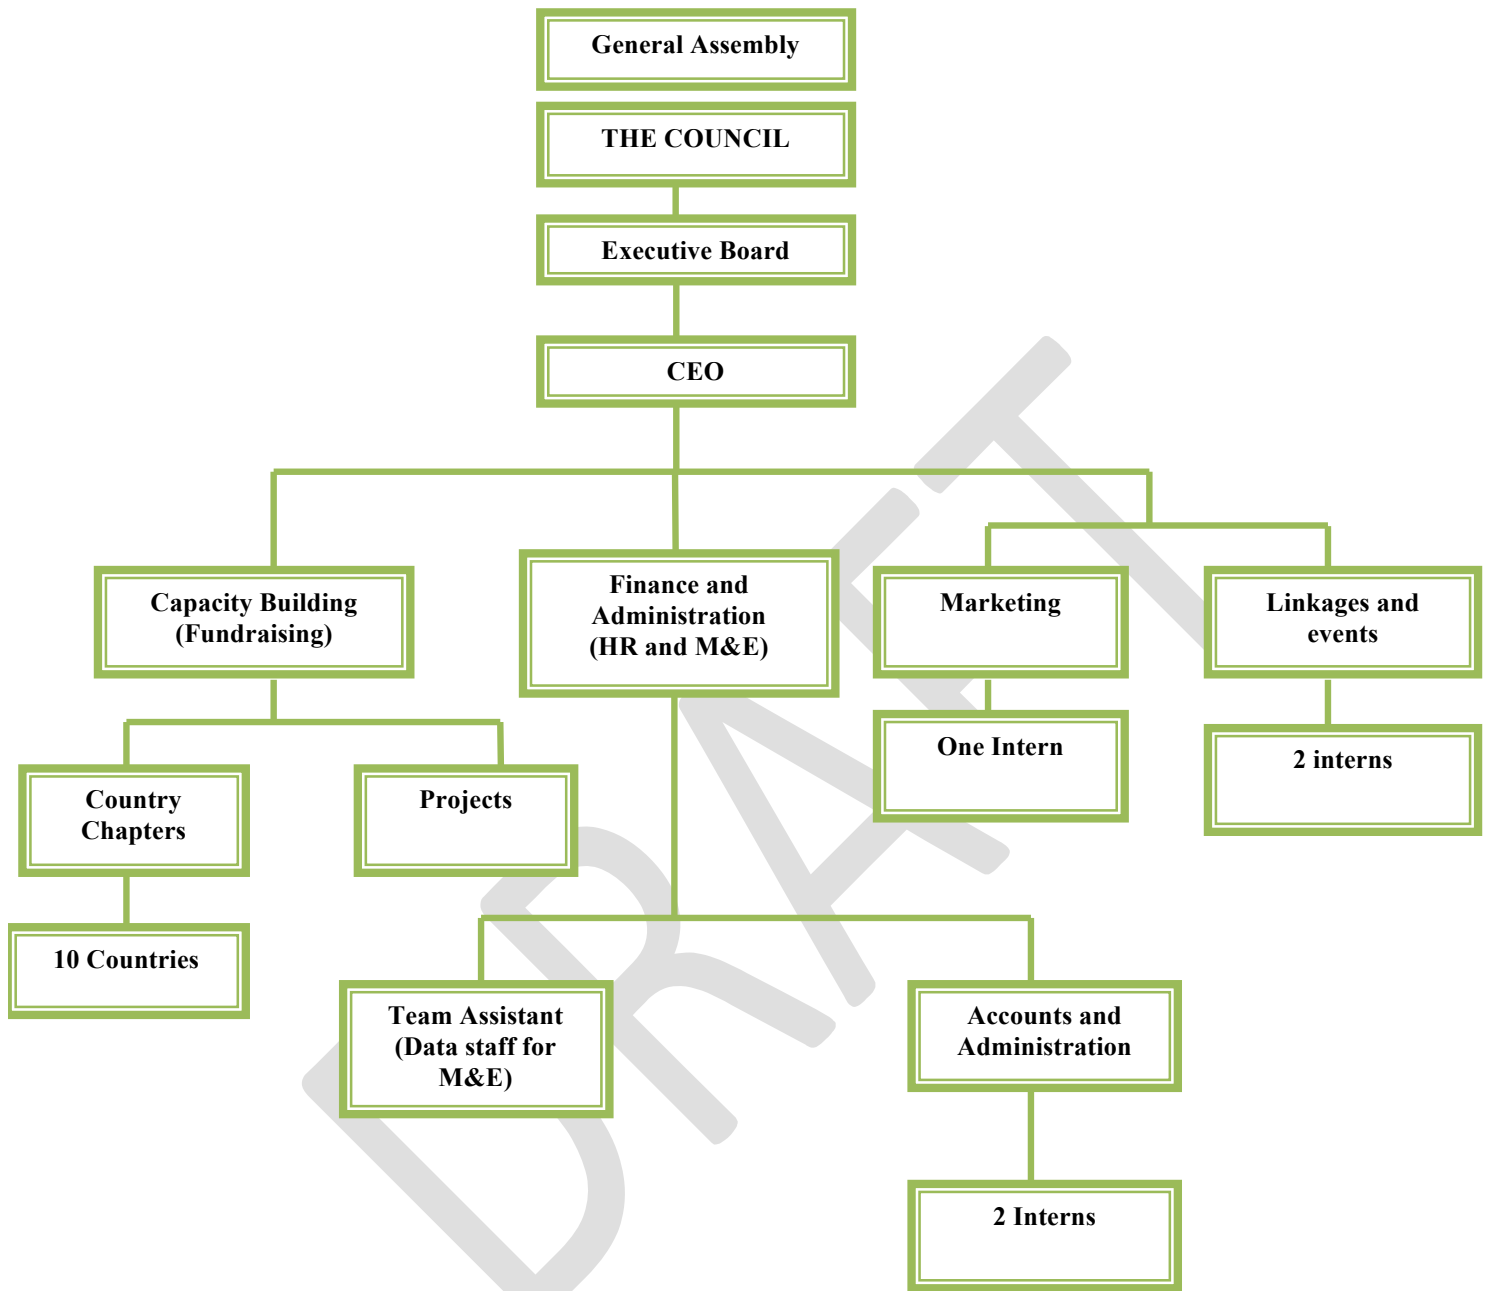 General Assembly
THE COUNCIL
Executive Board
CEO
Capacity Building
(Fundraising)
Finance and
Administration
(HR and M&E)
Marketing
Linkages and
events
One Intern
2 interns
Country
Chapters
Projects
10 Countries
Team Assistant
(Data staff for
M&E)
Accounts and
Administration
2 Interns
DRAFT